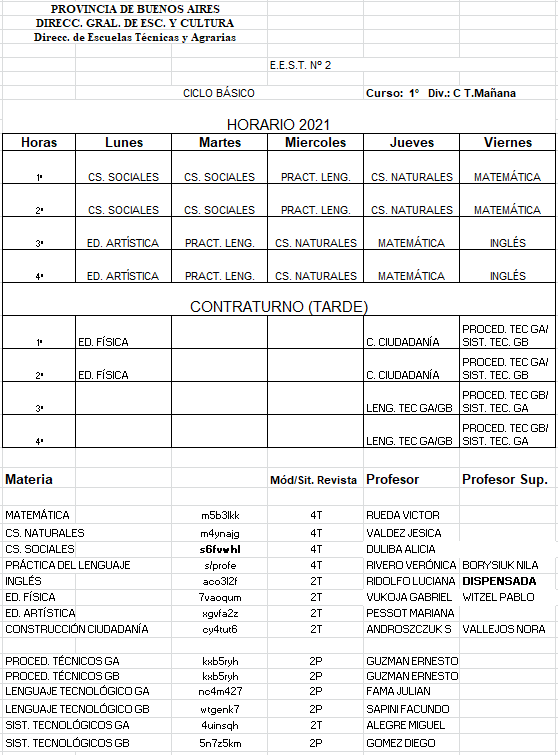 PROVINCIA DE BUENOS AIRES
DIRECC. GRAL. DE ESC. Y CULTURA
Direcc. de Escuelas Técnicas y Agrarias
E.E.S.T. Nº 2
CICLO BÁSICO Curso: 1° Div.: C T.Mañana
HORARIO 2021
Horas Lunes Martes Miercoles Jueves Viernes
1ª CS. SOCIALES CS. SOCIALES PRACT. LENG. CS. NATURALES MATEMÁTICA
2ª CS. SOCIALES CS. SOCIALES PRACT. LENG. CS. NATURALES MATEMÁTICA
3ª ED. ARTÍSTICA PRACT. LENG. CS. NATURALES MATEMÁTICA INGLÉS
4ª ED. ARTÍSTICA PRACT. LENG. CS. NATURALES MATEMÁTICA INGLÉS
CONTRATURNO (TARDE)
1ª ED. FÍSICA C. CIUDADANÍA PROCED. TEC GA/
SIST. TEC. GB
2ª ED. FÍSICA C. CIUDADANÍA PROCED. TEC GA/
SIST. TEC. GB
3ª LENG. TEC GA/GB PROCED. TEC GB/
SIST. TEC. GA
4ª LENG. TEC GA/GB PROCED. TEC GB/
SIST. TEC. GA
Materia Mód/Sit. Revista Profesor Profesor Sup.
MATEMÁTICA m5b3lkk 4T RUEDA VICTOR
CS. NATURALES m4ynajg 4T VALDEZ JESICA
CS. SOCIALES s6fvwhl 4T DULIBA ALICIA
PRÁCTICA DEL LENGUAJE s/profe 4T RIVERO VERÓNICA BORYSIUK NILA
INGLÉS aco3l2f 2T RIDOLFO LUCIANA DISPENSADA
ED. FÍSICA 7vaoqum 2T VUKOJA GABRIEL WITZEL PABLO
ED. ARTÍSTICA xgvfa2z 2T PESSOT MARIANA
CONSTRUCCIÓN CIUDADANÍA cy4tut6 2T ANDROSZCZUK S VALLEJOS NORA
PROCED. TÉCNICOS GA kxb5ryh 2P GUZMAN ERNESTO
PROCED. TÉCNICOS GB kxb5ryh 2P GUZMAN ERNESTO
LENGUAJE TECNOLÓGICO GA nc4m427 2P FAMA JULIAN
LENGUAJE TECNOLÓGICO GB wtgenk7 2P SAPINI FACUNDO
SIST. TECNOLÓGICOS GA 4uinsqh 2T ALEGRE MIGUEL
SIST. TECNOLÓGICOS GB 5n7z5km 2P GOMEZ DIEGO